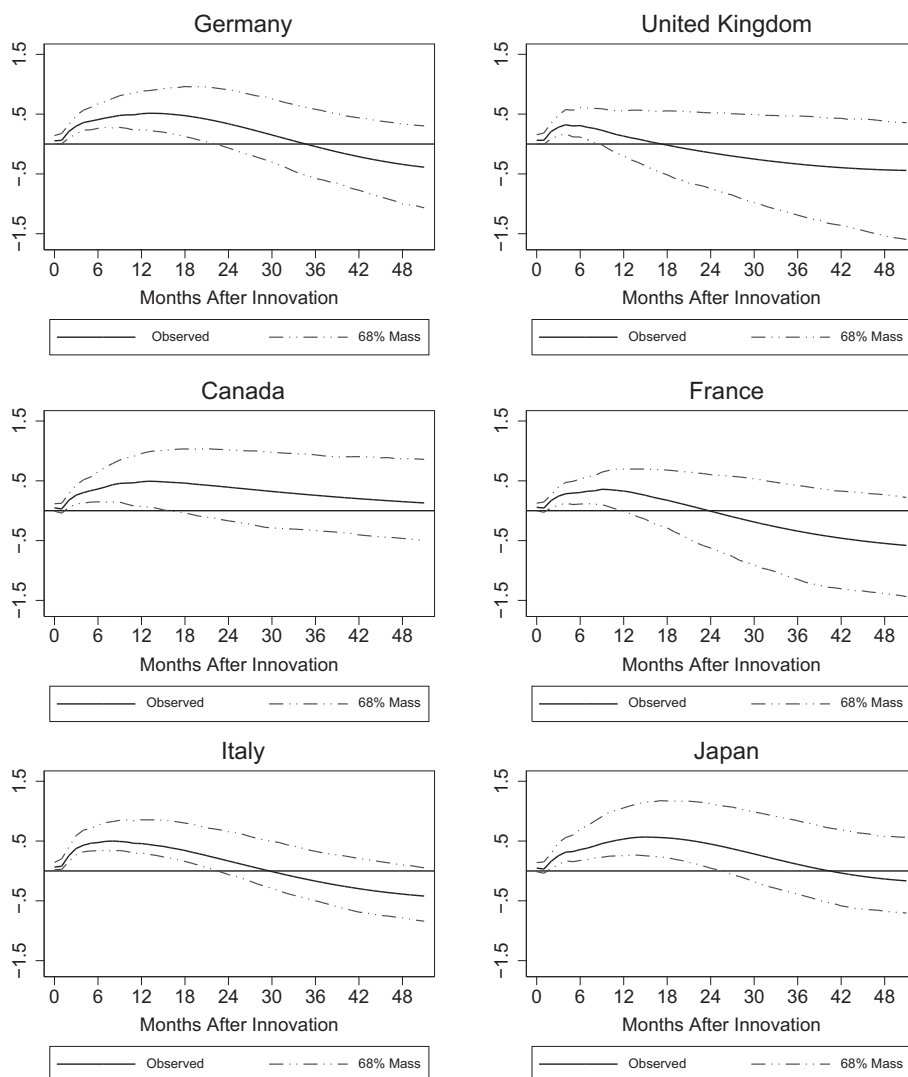 Germany
1.5
.5
-.5
-1.5
0 6 12 18 24 30 36 42 48
Months After Innovation
Observed 68% Mass
United Kingdom
1.5
.5
-.5
-1.5
0 6 12 18 24 30 36 42 48
Months After Innovation
Observed 68% Mass
Canada
1.5
.5
-.5
-1.5
0 6 12 18 24 30 36 42 48
Months After Innovation
Observed 68% Mass
France
1.5
.5
-.5
-1.5
0 6 12 18 24 30 36 42 48
Months After Innovation
Observed 68% Mass
Italy
1.5
.5
-.5
-1.5
0 6 12 18 24 30 36 42 48
Months After Innovation
Observed 68% Mass
Japan
1.5
.5
-.5
-1.5
0 6 12 18 24 30 36 42 48
Months After Innovation
Observed 68% Mass